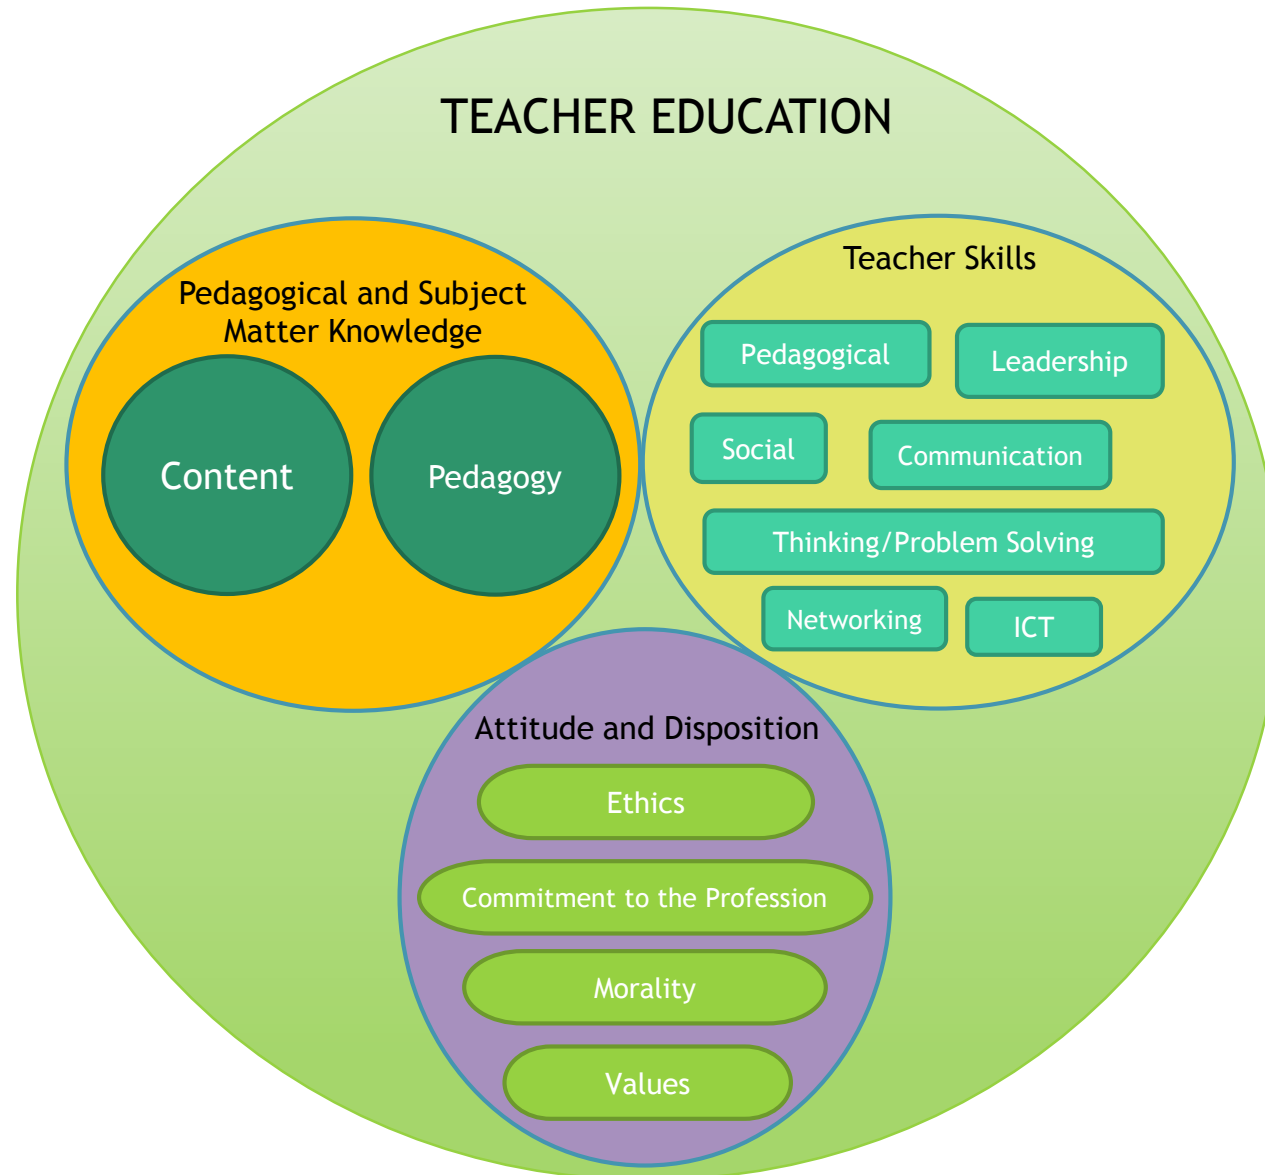 TEACHER EDUCATION
Pedagogical and Subject
Matter Knowledge
Content
Pedagogy
Teacher Skills
Pedagogical
Leadership
Social
Communication
Thinking/Problem Solving
Networking
ICT
Attitude and Disposition
Ethics
Commitment to the Profession
Morality
Values